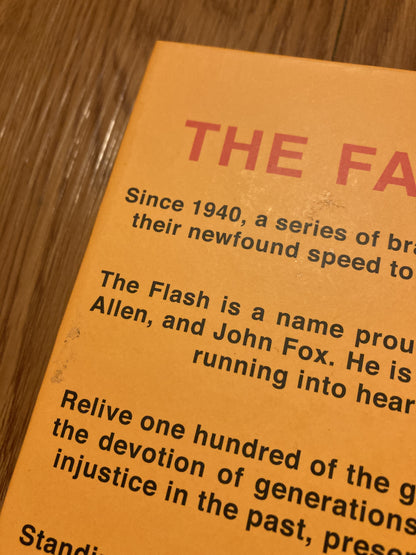 THE FA
Since 1940, a series of bra
their newfound speed to
The Flash is a name prou
Allen, and John Fox. He is
running into hear
Relive one hundred of the g
the devotion of generations
injustice in the past, presen
Standi